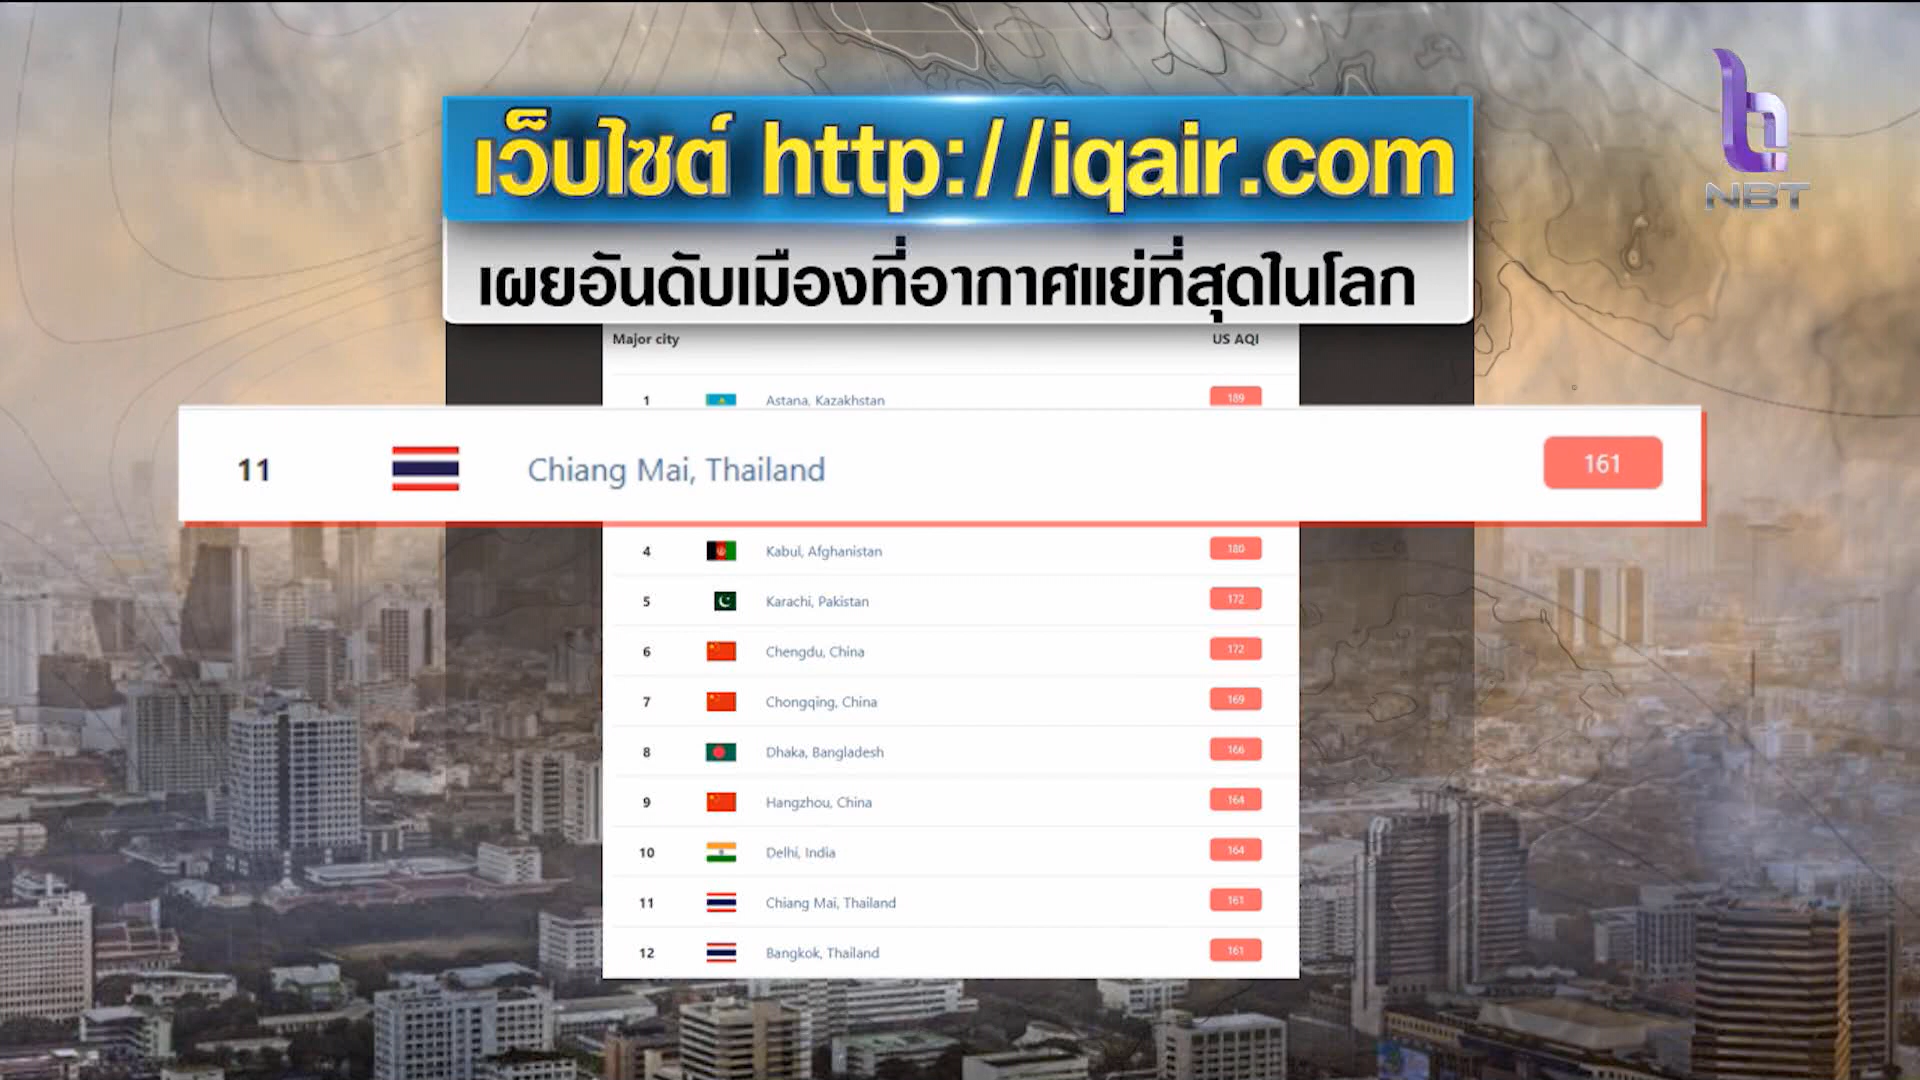 NBT
เว็บไซต์ http://iqair.com
เผยอันดับเมืองที่อากาศแย่ที่สุดในโลก
Major city US AQI
1 Astana, Kazakhstan 189
11 Chiang Mai, Thailand 161
4 Kabul, Afghanistan 180
5 Karachi, Pakistan 172
6 Chengdu, China 172
7 Chongqing, China 169
8 Dhaka, Bangladesh 166
9 Hangzhou, China 164
10 Delhi, India 164
11 Chiang Mai, Thailand 161
12 Bangkok, Thailand 161